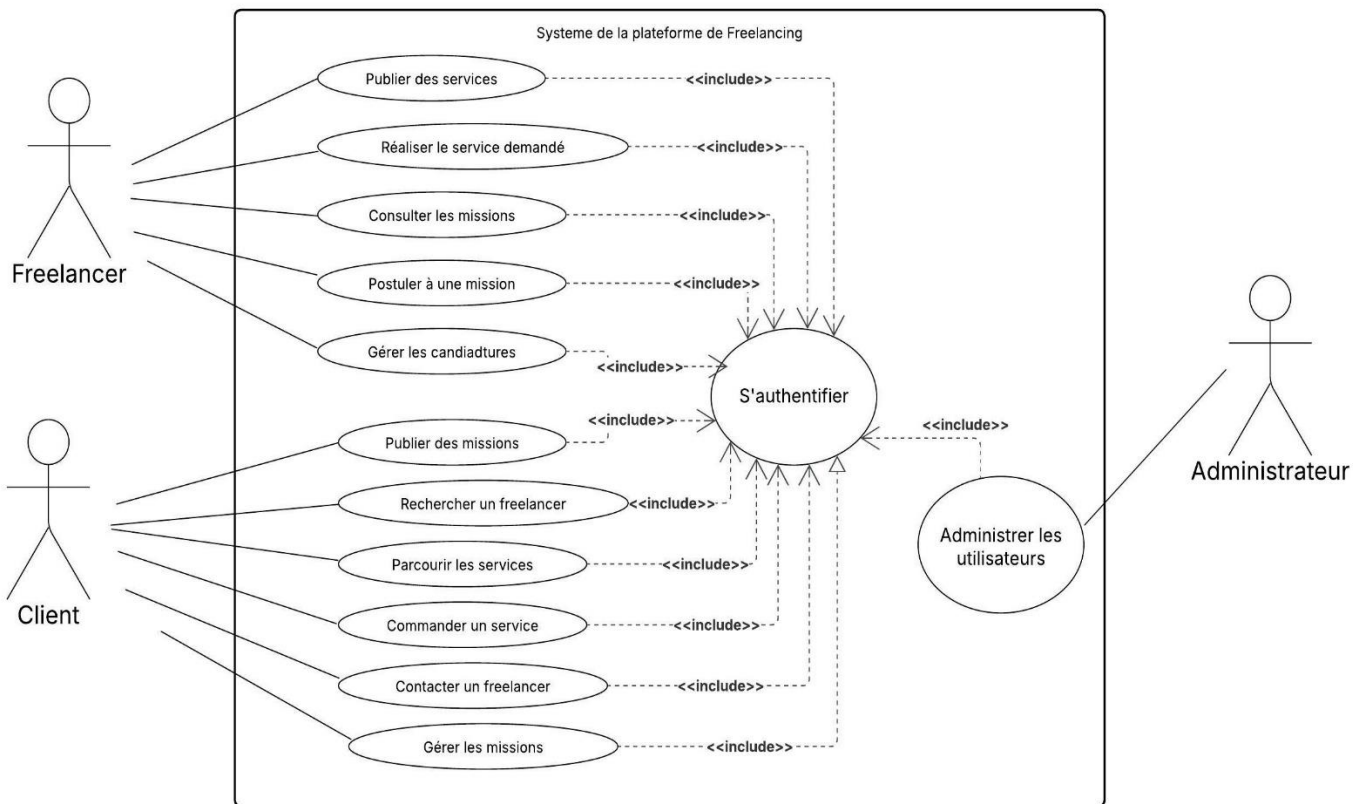 Systeme de la plateforme de Freelancing
Publier des services
<<include>>
Réaliser le service demandé
<<include>>
Consulter les missions
<<include>>
Freelancer
Postuler à une mission
<<include>>
Gérer les candiadtures
<<include>>
S'authentifier
Publier des missions
<<include>>
<<include>>
Administrateur
Rechercher un freelancer
<<include>>
Administrer les
utilisateurs
Parcourir les services
<<include>>
Client
Commander un service
<<include>>
Contacter un freelancer
<<include>>
Gérer les missions
<<include>>